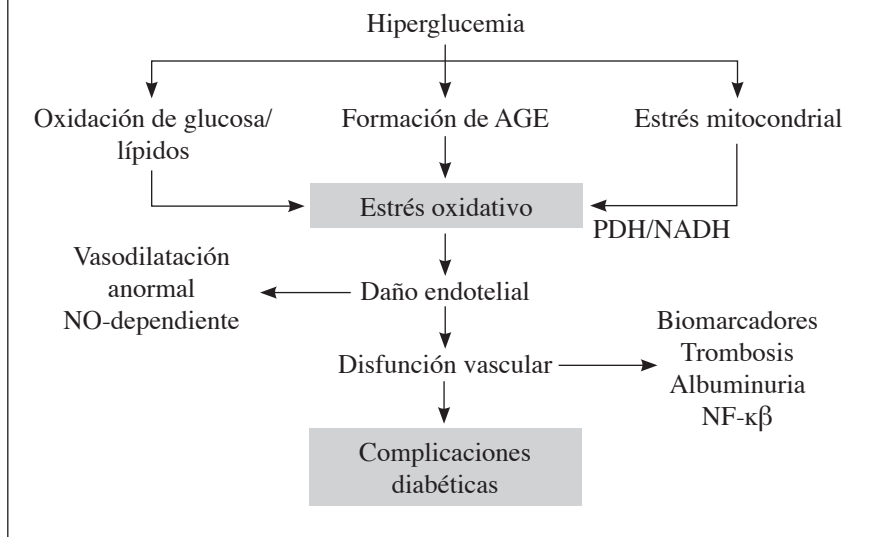 Hiperglucemia
Oxidación de glucosa/
lípidos
Formación de AGE
Estrés mitocondrial
Estrés oxidativo
PDH/NADH
Vasodilatación
anormal
NO-dependiente
Daño endotelial
Disfunción vascular
Biomarcadores
Trombosis
Albuminuria
NF-κβ
Complicaciones
diabéticas